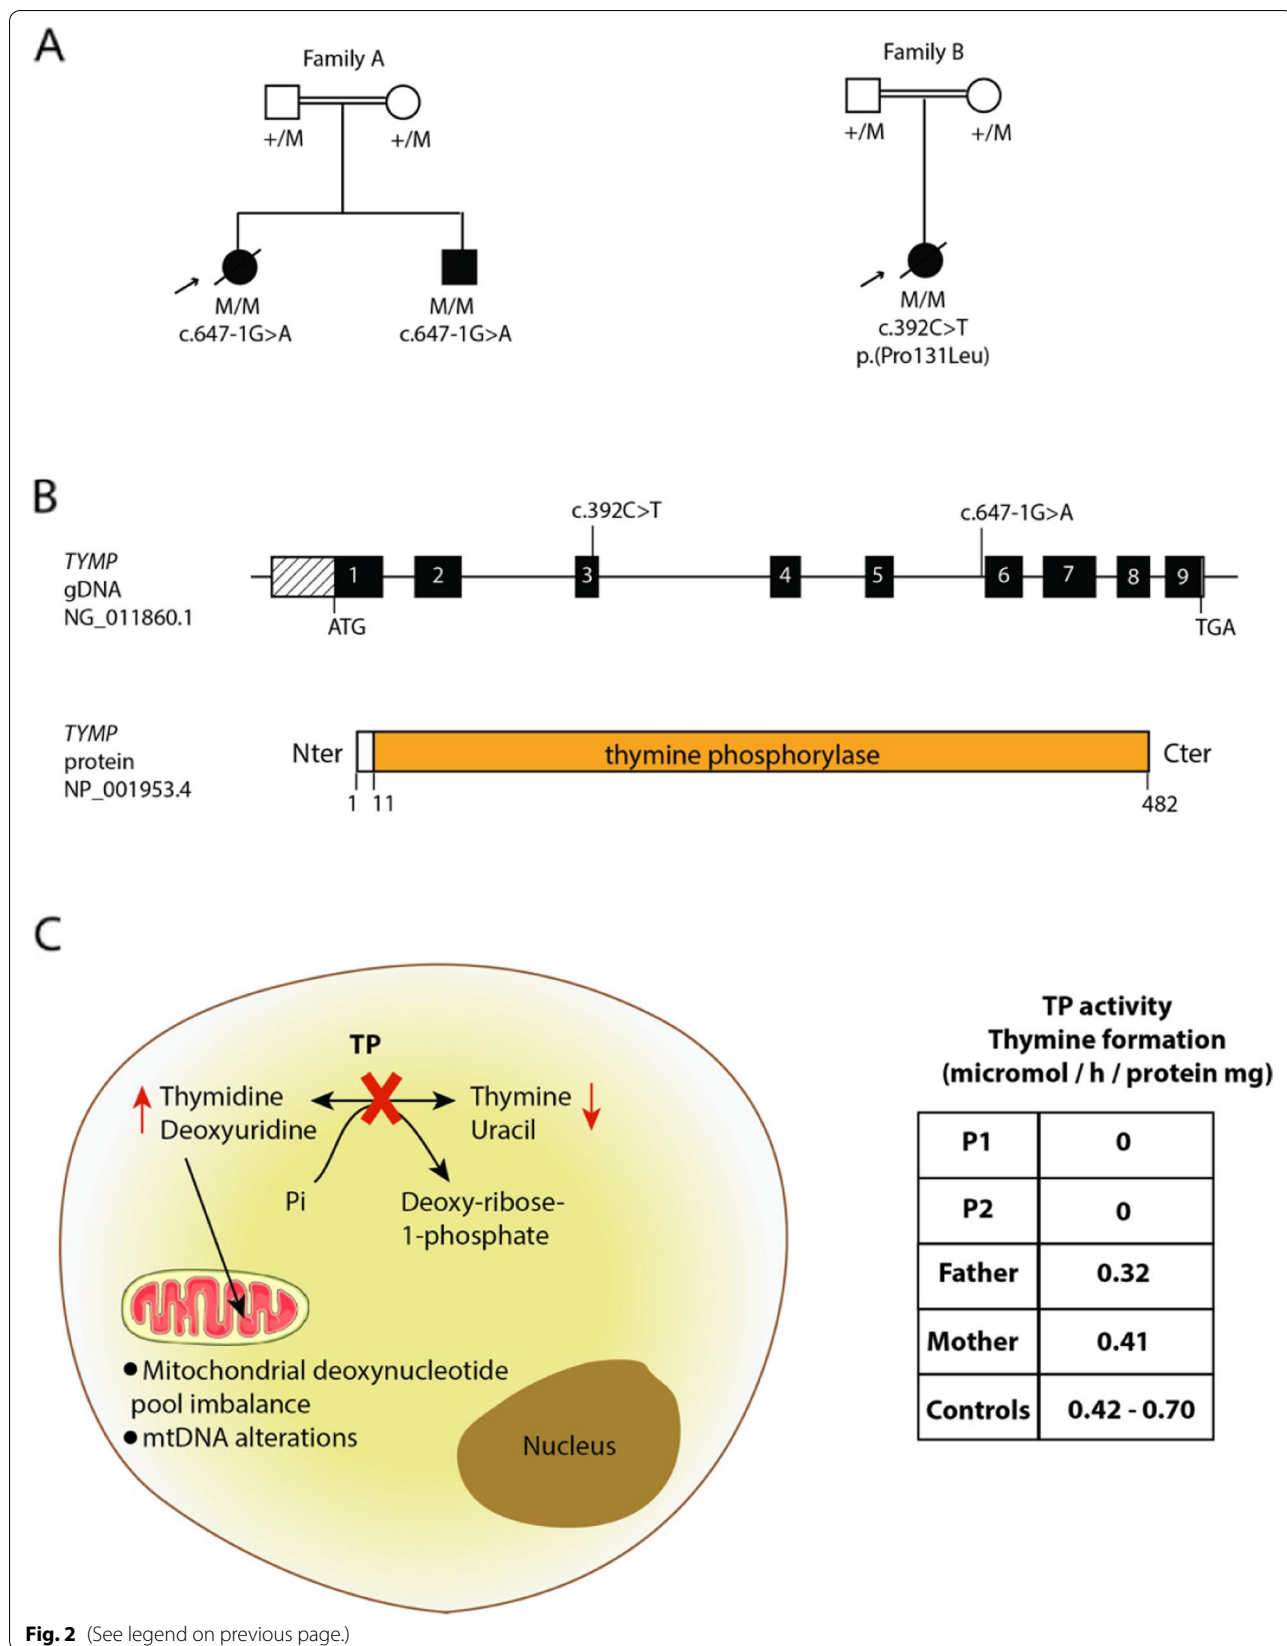 A
Family A
+/M
+/M
M/M
c.647-1G>A
M/M
c.647-1G>A
Family B
+/M
+/M
M/M
c.392C>T
p.(Pro131Leu)
B
c.392C>T
c.647-1G>A
TYMP
gDNA
NG_011860.1
1 2 3 4 5 6 7 8 9
ATG
TGA
TYMP
protein
NP_001953.4
Nter
thymine phosphorylase
Cter
1 11
482
C
TP
Thymidine
Deoxyuridine
Thymine
Uracil
Pi
Deoxy-ribose-
1-phosphate
● Mitochondrial deoxynucleotide
pool imbalance
● mtDNA alterations
Nucleus
TP activity
Thymine formation
(micromol / h / protein mg)
P1 0
P2 0
Father 0.32
Mother 0.41
Controls 0.42 - 0.70
Fig. 2 (See legend on previous page.)